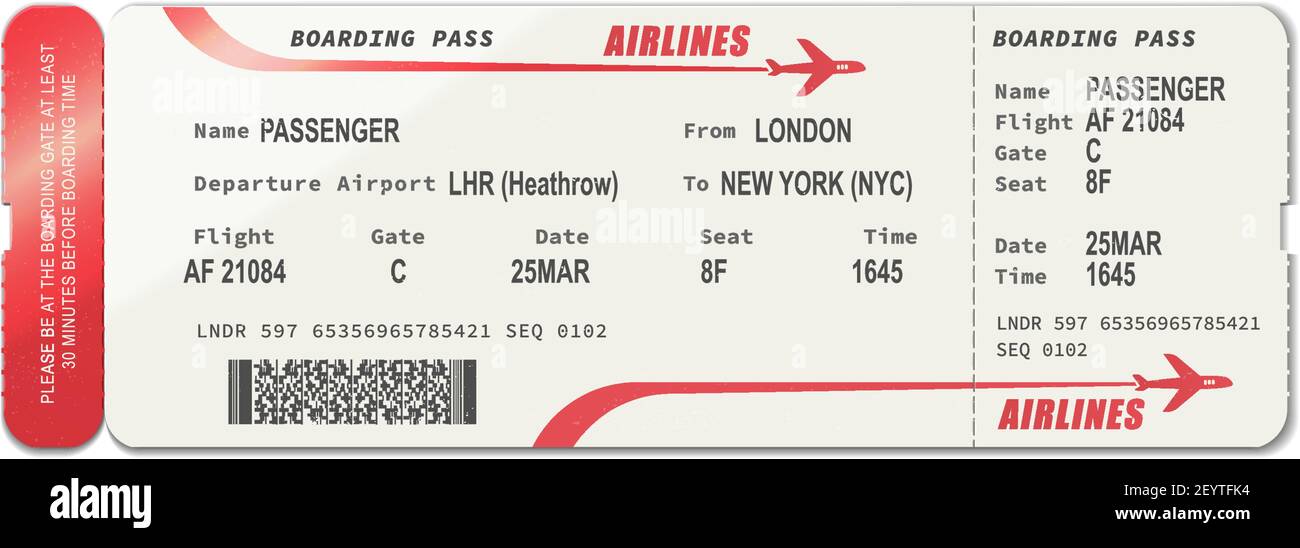 PLEASE BE AT THE BOARDING GATE AT LEAST
30 MINUTES BEFORE BOARDING TIME
BOARDING PASS
AIRLINES
Name PASSENGER
From LONDON
Departure Airport LHR (Heathrow)
To NEW YORK (NYC)
Flight Gate Date Seat Time
AF 21084 C 25MAR 8F 1645
LNDR 597 65356965785421 SEQ 0102
BOARDING PASS
Name PASSENGER
Flight AF 21084
Gate C
Seat 8F
Date 25MAR
Time 1645
LNDR 597 65356965785421
SEQ 0102
AIRLINES
alamy
alamy
alamy
a
a
a
a
a
a
alamy
Image ID: 2EYTFK4
www.alamy.com